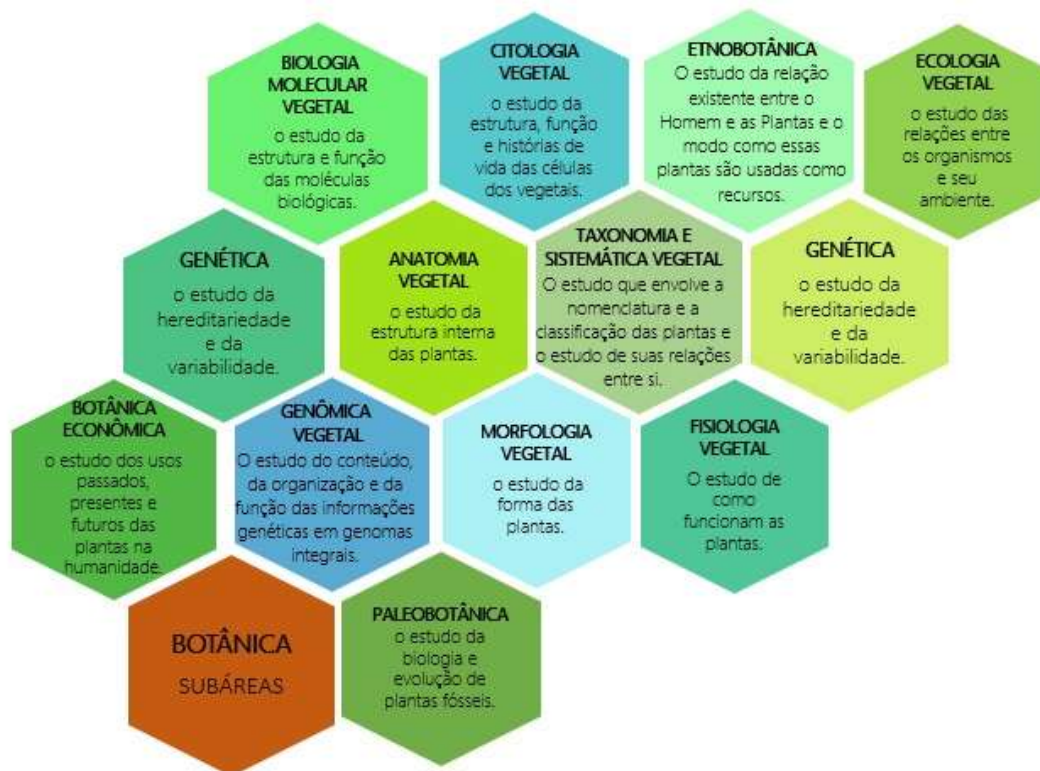 BIOLOGIA
MOLECULAR
VEGETAL
o estudo da
estrutura e função
das moléculas
biológicas.
CITOLOGIA
VEGETAL
o estudo da
estrutura, função
e histórias de
vida das células
dos vegetais.
ETNOBOTÂNICA
O estudo da relação
existente entre o
Homem e as Plantas e o
modo como essas
plantas são usadas como
recursos.
ECOLOGIA
VEGETAL
o estudo das
relações entre
os organismos
e seu
ambiente.
GENÉTICA
o estudo da
hereditariedade
e da
variabilidade.
ANATOMIA
VEGETAL
o estudo da
estrutura interna
das plantas.
TAXONOMIA E
SISTEMÁTICA VEGETAL
O estudo que envolve a
nomenclatura e a
classificação das plantas e
o estudo de suas relações
entre si.
GENÉTICA
o estudo da
hereditariedade
e da
variabilidade.
BOTÂNICA
ECONÔMICA
o estudo dos usos
passados,
presentes e
futuros das
plantas na
humanidade.
GENÔMICA
VEGETAL
O estudo do conteúdo,
da organização e da
função das informações
genéticas em genomas
integrais.
MORFOLOGIA
VEGETAL
o estudo da
forma das
plantas.
FISIOLOGIA
VEGETAL
O estudo de
como
funcionam as
plantas.
BOTÂNICA
SUBÁREAS
PALEOBOTÂNICA
o estudo da
biologia e
evolução de
plantas fósseis.